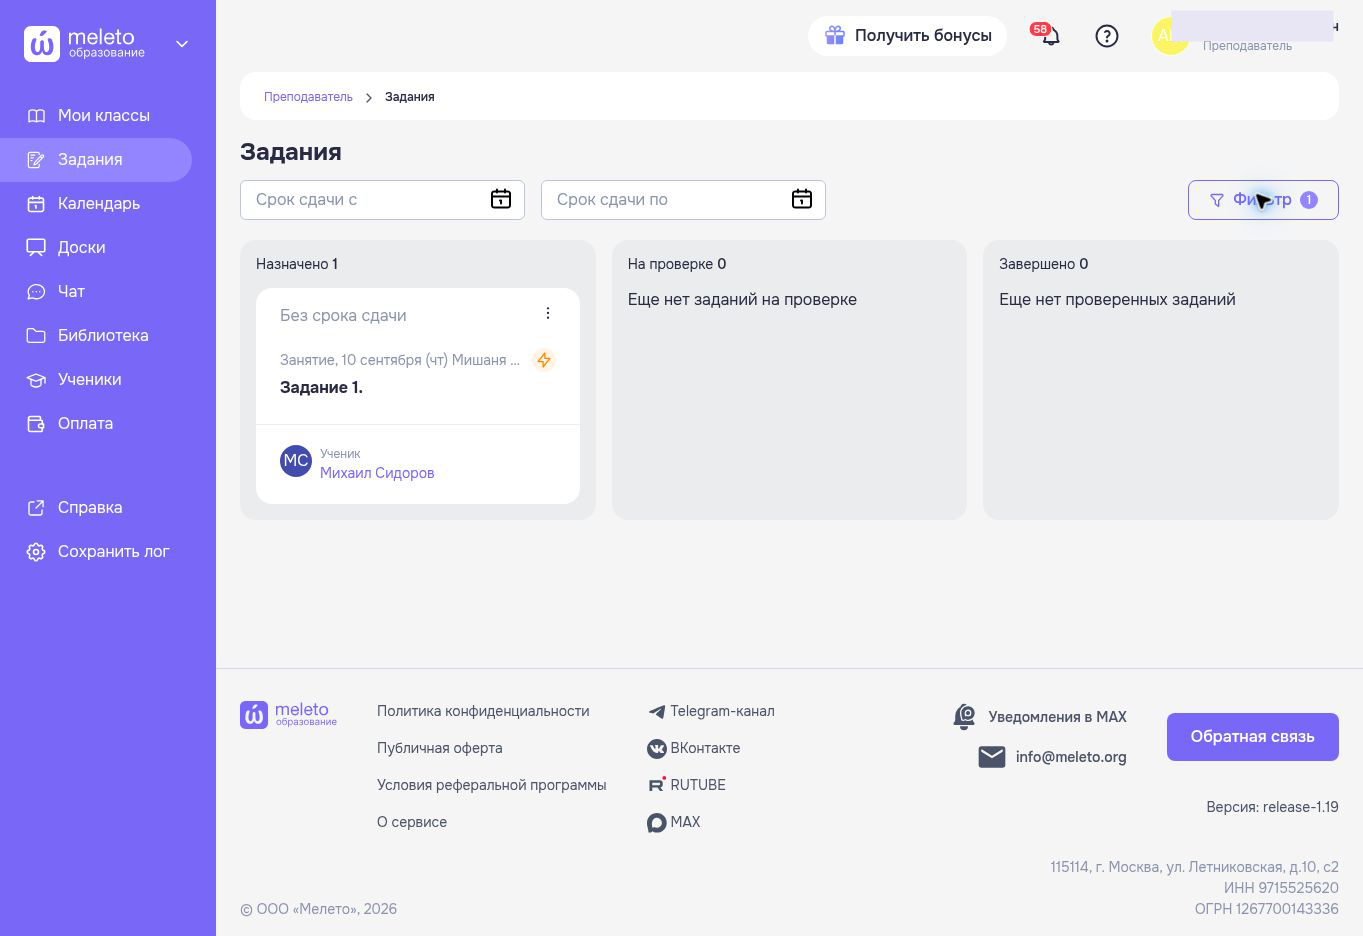 meleto
образование
Мои классы
Задания
Календарь
Доски
Чат
Библиотека
Ученики
Оплата
Справка
Сохранить лог
Получить бонусы
58
Преподаватель
Преподаватель > Задания
Задания
Срок сдачи с
Срок сдачи по
1
Назначено 1
Без срока сдачи
Занятие, 10 сентября (чт) Мишаня ...
Задание 1.
МС
Ученик
Михаил Сидоров
На проверке 0
Еще нет заданий на проверке
Завершено 0
Еще нет проверенных заданий
meleto
образование
Политика конфиденциальности
Публичная оферта
Условия реферальной программы
О сервисе
Telegram-канал
ВКонтакте
RUTUBE
MAX
Уведомления в MAX
info@meleto.org
Обратная связь
Версия: release-1.19
115114, г. Москва, ул. Летниковская, д.10, с2
ИНН 9715525620
ОГРН 1267700143336
© ООО «Мелето», 2026